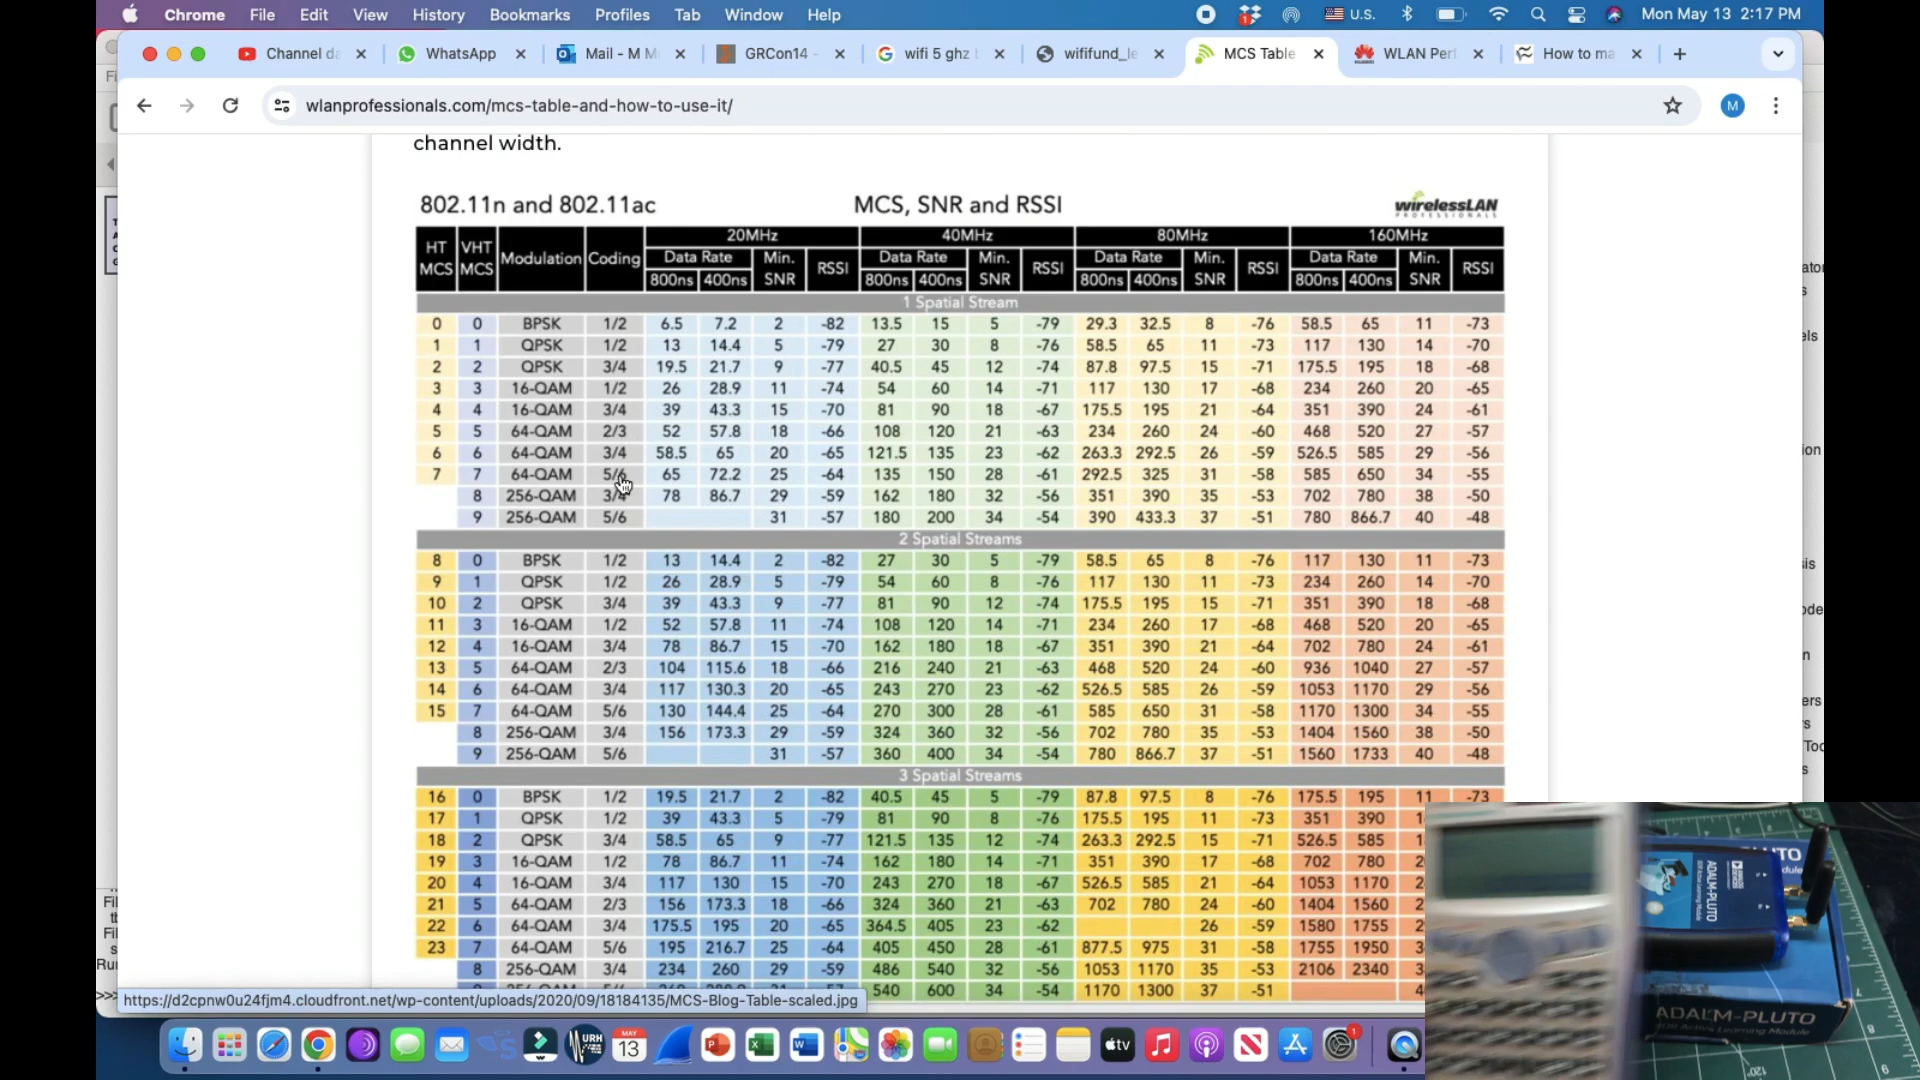 Chrome File Edit View History Bookmarks Profiles Tab Window Help 1 U.S. Mon May 13 2:17 PM
Channel da WhatsApp Mail - M M GRCon14 - wifi 5 ghz wififund_le MCS Table WLAN Per How to ma
wlanprofessionals.com/mcs-table-and-how-to-use-it/ M
channel width.
802.11n and 802.11ac MCS, SNR and RSSI wirelessLAN
PROFESSIONALS
HT MCS VHT MCS Modulation Coding 20MHz 40MHz 80MHz 160MHz
Data Rate Min. SNR RSSI Data Rate Min. SNR RSSI Data Rate Min. SNR RSSI Data Rate Min. SNR RSSI
800ns 400ns 800ns 400ns 800ns 400ns 800ns 400ns
1 Spatial Stream
0 0 BPSK 1/2 6.5 7.2 2 -82 13.5 15 5 -79 29.3 32.5 8 -76 58.5 65 11 -73
1 1 QPSK 1/2 13 14.4 5 -79 27 30 8 -76 58.5 65 11 -73 117 130 14 -70
2 2 QPSK 3/4 19.5 21.7 9 -77 40.5 45 12 -74 87.8 97.5 15 -71 175.5 195 18 -68
3 3 16-QAM 1/2 26 28.9 11 -74 54 60 14 -71 117 130 17 -68 234 260 20 -65
4 4 16-QAM 3/4 39 43.3 15 -70 81 90 18 -67 175.5 195 21 -64 351 390 24 -61
5 5 64-QAM 2/3 52 57.8 18 -66 108 120 21 -63 234 260 24 -60 468 520 27 -57
6 6 64-QAM 3/4 58.5 65 20 -65 121.5 135 23 -62 263.3 292.5 26 -59 526.5 585 29 -56
7 7 64-QAM 5/6 65 72.2 25 -64 135 150 28 -61 292.5 325 31 -58 585 650 34 -55
8 256-QAM 3/4 78 86.7 29 -59 162 180 32 -56 351 390 35 -53 702 780 38 -50
9 256-QAM 5/6 31 -57 180 200 34 -54 390 433.3 37 -51 780 866.7 40 -48
2 Spatial Streams
8 0 BPSK 1/2 13 14.4 2 -82 27 30 5 -79 58.5 65 8 -76 117 130 11 -73
9 1 QPSK 1/2 26 28.9 5 -79 54 60 8 -76 117 130 11 -73 234 260 14 -70
10 2 QPSK 3/4 39 43.3 9 -77 81 90 12 -74 175.5 195 15 -71 351 390 18 -68
11 3 16-QAM 1/2 52 57.8 11 -74 108 120 14 -71 234 260 17 -68 468 520 20 -65
12 4 16-QAM 3/4 78 86.7 15 -70 162 180 18 -67 351 390 21 -64 702 780 24 -61
13 5 64-QAM 2/3 104 115.6 18 -66 216 240 21 -63 468 520 24 -60 936 1040 27 -57
14 6 64-QAM 3/4 117 130.3 20 -65 243 270 23 -62 526.5 585 26 -59 1053 1170 29 -56
15 7 64-QAM 5/6 130 144.4 25 -64 270 300 28 -61 585 650 31 -58 1170 1300 34 -55
8 256-QAM 3/4 156 173.3 29 -59 324 360 32 -56 702 780 35 -53 1404 1560 38 -50
9 256-QAM 5/6 31 -57 360 400 34 -54 780 866.7 37 -51 1560 1733 40 -48
3 Spatial Streams
16 0 BPSK 1/2 19.5 21.7 2 -82 40.5 45 5 -79 87.8 97.5 8 -76 175.5 195 11 -73
17 1 QPSK 1/2 39 43.3 5 -79 81 90 8 -76 175.5 195 11 -73 351 390
18 2 QPSK 3/4 58.5 65 9 -77 121.5 135 12 -74 263.3 292.5 15 -71 526.5 585
19 3 16-QAM 1/2 78 86.7 11 -74 162 180 14 -71 351 390 17 -68 702 780
20 4 16-QAM 3/4 117 130 15 -70 243 270 18 -67 526.5 585 21 -64 1053 1170
21 5 64-QAM 2/3 156 173.3 18 -66 324 360 21 -63 702 780 24 -60 1404 1560
22 6 64-QAM 3/4 175.5 195 20 -65 364.5 405 23 -62 26 -59 1580 1755
23 7 64-QAM 5/6 195 216.7 25 -64 405 450 28 -61 877.5 975 31 -58 1755 1950
8 256-QAM 3/4 234 260 29 -59 486 540 32 -56 1053 1170 35 -53 2106 2340
540 600 34 -54 1170 1300 37 -51
https://d2cpnw0u24fjm4.cloudfront.net/wp-content/uploads/2020/09/18184135/MCS-Blog-Table-scaled.jpg
MAY
13
URH
tv
1
ADALM-PLUTO
ADALM-PLUTO
SDR Active Learning Module